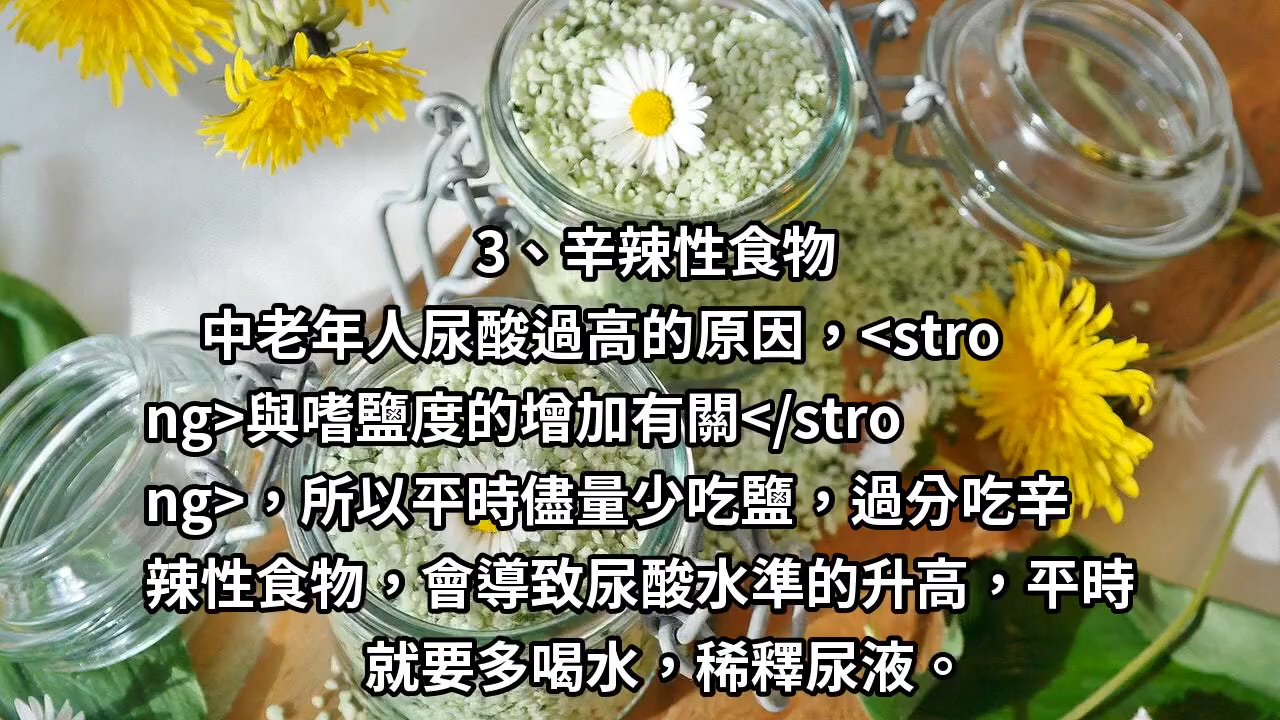 3、辛辣性食物
中老年人尿酸過高的原因，<stro
ng>與嗜鹽度的增加有關</stro
ng>，所以平時儘量少吃鹽，過分吃辛
辣性食物，會導致尿酸水準的升高，平時
就要多喝水，稀釋尿液。